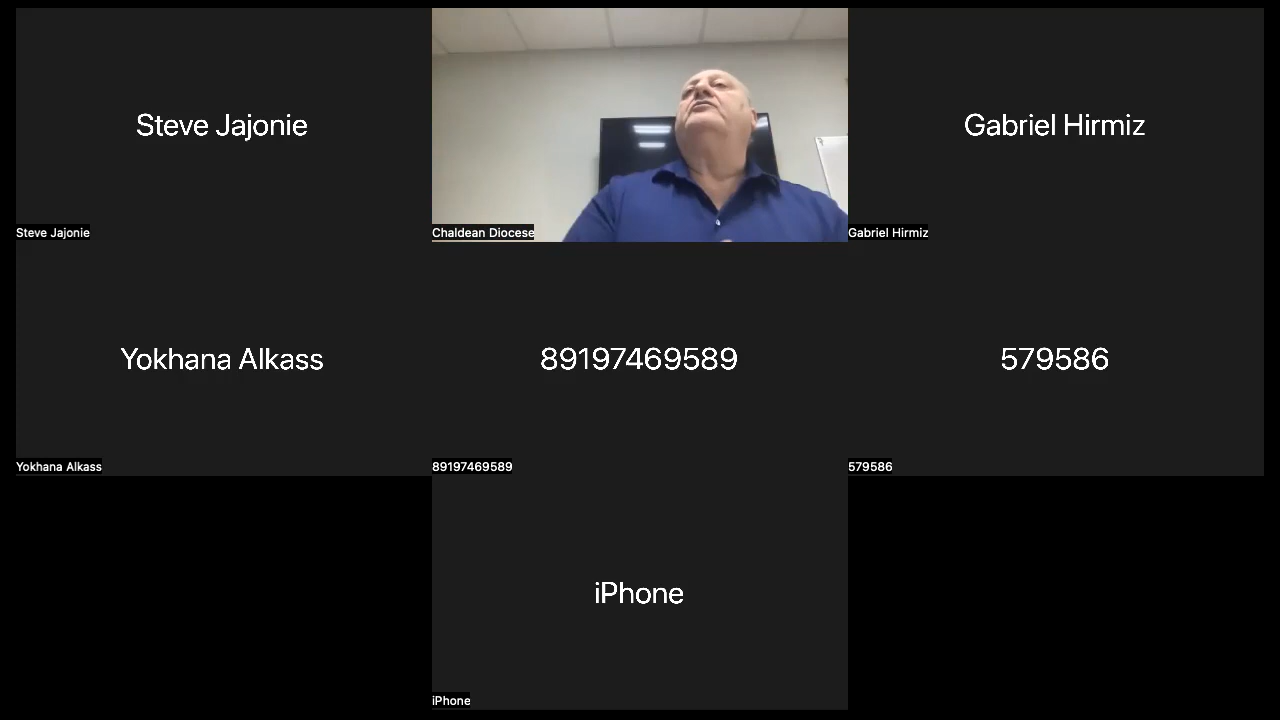 Steve Jajonie
Gabriel Hirmiz
Steve Jajonie
Chaldean Diocese
Gabriel Hirmiz
Yokhana Alkass
89197469589
579586
Yokhana Alkass
89197469589
579586
iPhone
iPhone